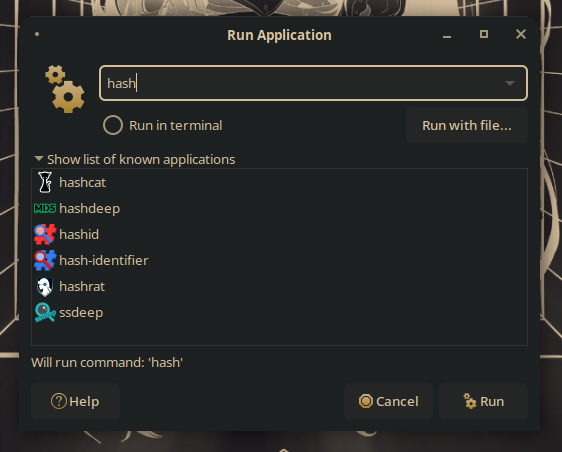 Run Application
hash
Run in terminal
Run with file...
Show list of known applications
hashcat
MD5 hashdeep
hashid
hash-identifier
hashrat
ssdeep
Will run command: 'hash'
Help
Cancel
Run